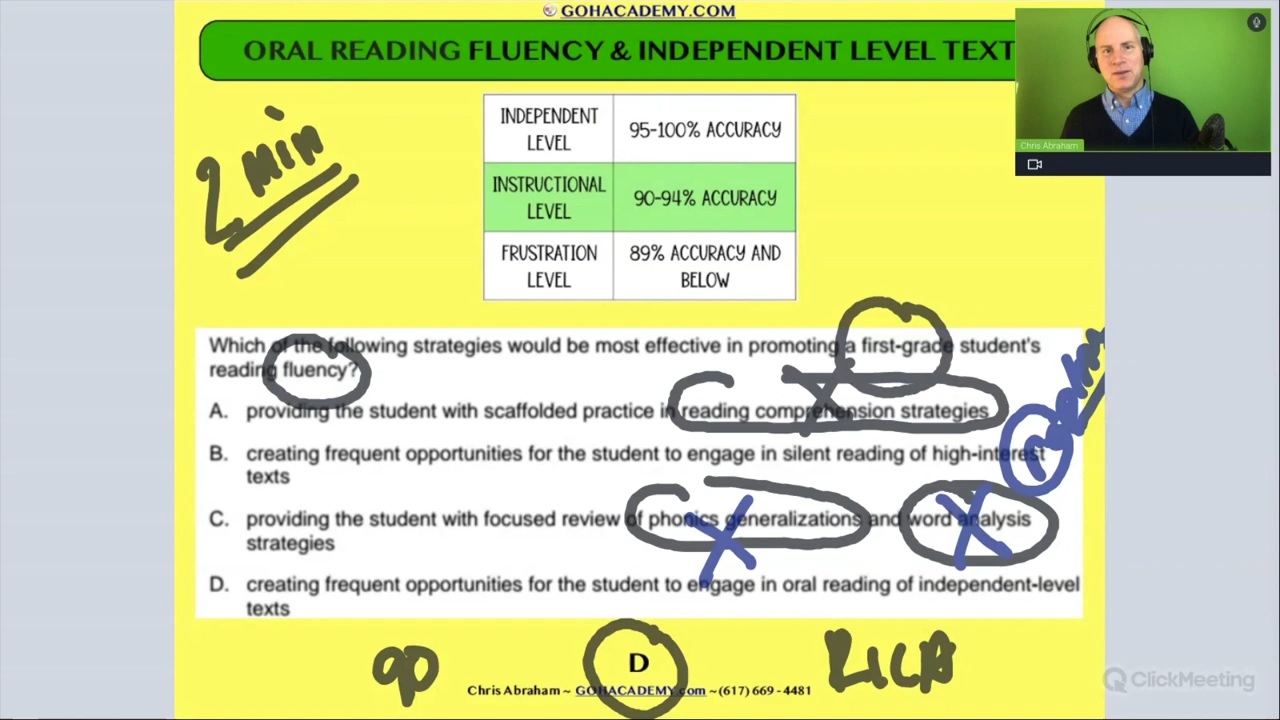 GOHACADEMY.COM
ORAL READING FLUENCY & INDEPENDENT LEVEL TEXT
Chris Abraham
2 min
INDEPENDENT LEVEL 95-100% ACCURACY
INSTRUCTIONAL LEVEL 90-94% ACCURACY
FRUSTRATION LEVEL 89% ACCURACY AND BELOW
Which of the following strategies would be most effective in promoting a first-grade student's
reading fluency?
A. providing the student with scaffolded practice in reading comprehension strategies
B. creating frequent opportunities for the student to engage in silent reading of high-interest
texts
C. providing the student with focused review of phonics generalizations and word analysis
strategies
D. creating frequent opportunities for the student to engage in oral reading of independent-level
texts
90 D RICA
Chris Abraham ~ GOHACADEMY.com ~(617) 669 - 4481
ClickMeeting